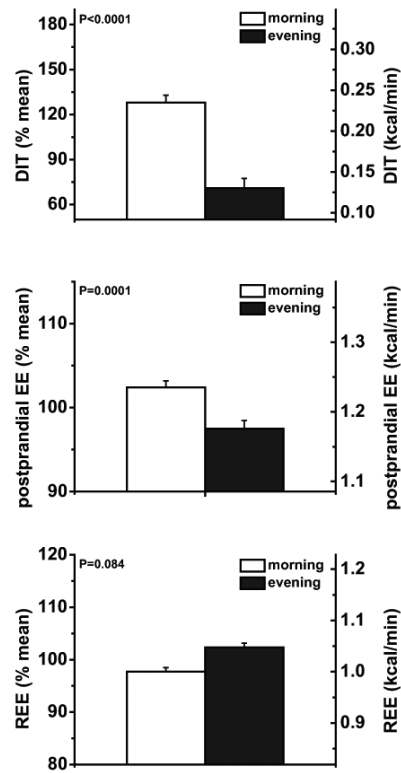 P<0.0001
morning
evening
180
150
120
90
60
DIT (% mean)
0.30
0.25
0.20
0.15
0.10
DIT (kcal/min)
P=0.0001
morning
evening
110
100
90
postprandial EE (% mean)
1.3
1.2
1.1
postprandial EE (kcal/min)
P=0.084
morning
evening
120
110
100
90
80
REE (% mean)
1.2
1.1
1.0
0.9
REE (kcal/min)